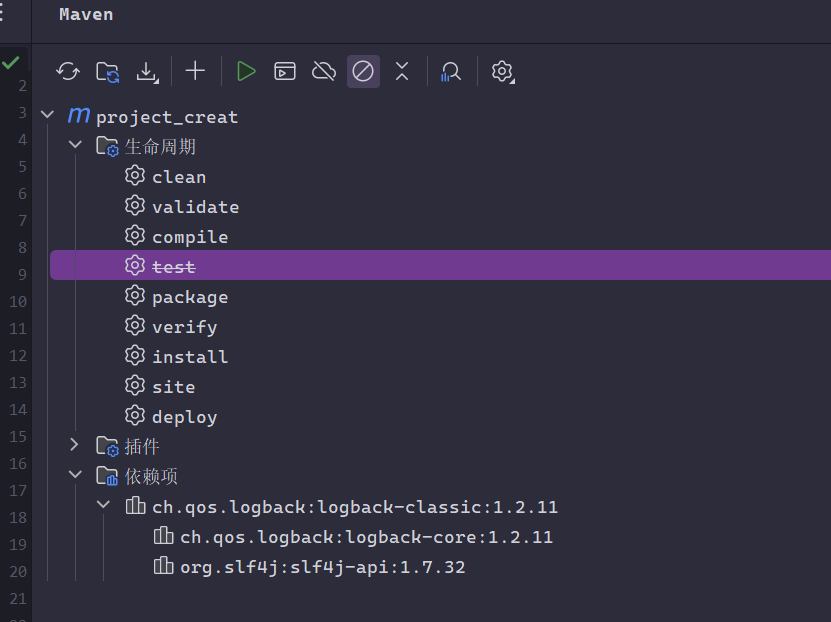 Maven
2
3
4
5
6
7
8
9
10
11
12
13
14
15
16
17
18
19
20
21
project_creat
生命周期
clean
validate
compile
test
package
verify
install
site
deploy
插件
依赖项
ch.qos.logback:logback-classic:1.2.11
ch.qos.logback:logback-core:1.2.11
org.slf4j:slf4j-api:1.7.32